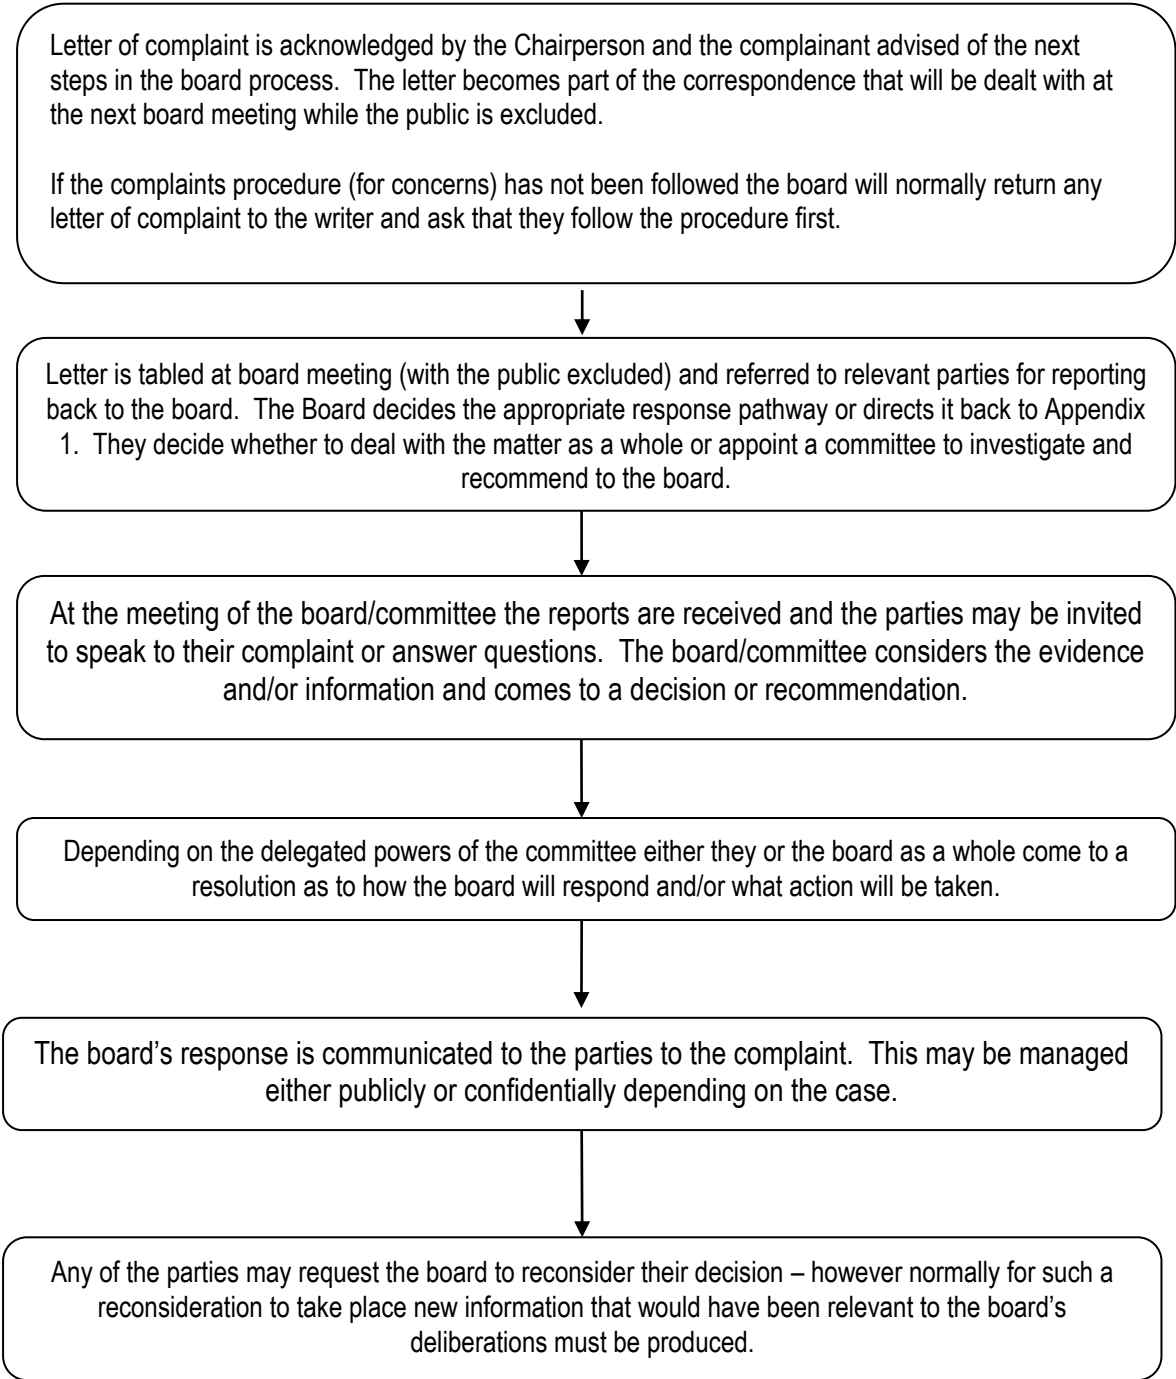 Letter of complaint is acknowledged by the Chairperson and the complainant advised of the next
steps in the board process.  The letter becomes part of the correspondence that will be dealt with at
the next board meeting while the public is excluded.
If the complaints procedure (for concerns) has not been followed the board will normally return any
letter of complaint to the writer and ask that they follow the procedure first.
Letter is tabled at board meeting (with the public excluded) and referred to relevant parties for reporting
back to the board.  The Board decides the appropriate response pathway or directs it back to Appendix
1.  They decide whether to deal with the matter as a whole or appoint a committee to investigate and
recommend to the board.
At the meeting of the board/committee the reports are received and the parties may be invited
to speak to their complaint or answer questions.  The board/committee considers the evidence
and/or information and comes to a decision or recommendation.
Depending on the delegated powers of the committee either they or the board as a whole come to a
resolution as to how the board will respond and/or what action will be taken.
The board’s response is communicated to the parties to the complaint.  This may be managed
either publicly or confidentially depending on the case.
Any of the parties may request the board to reconsider their decision – however normally for such a
reconsideration to take place new information that would have been relevant to the board’s
deliberations must be produced.